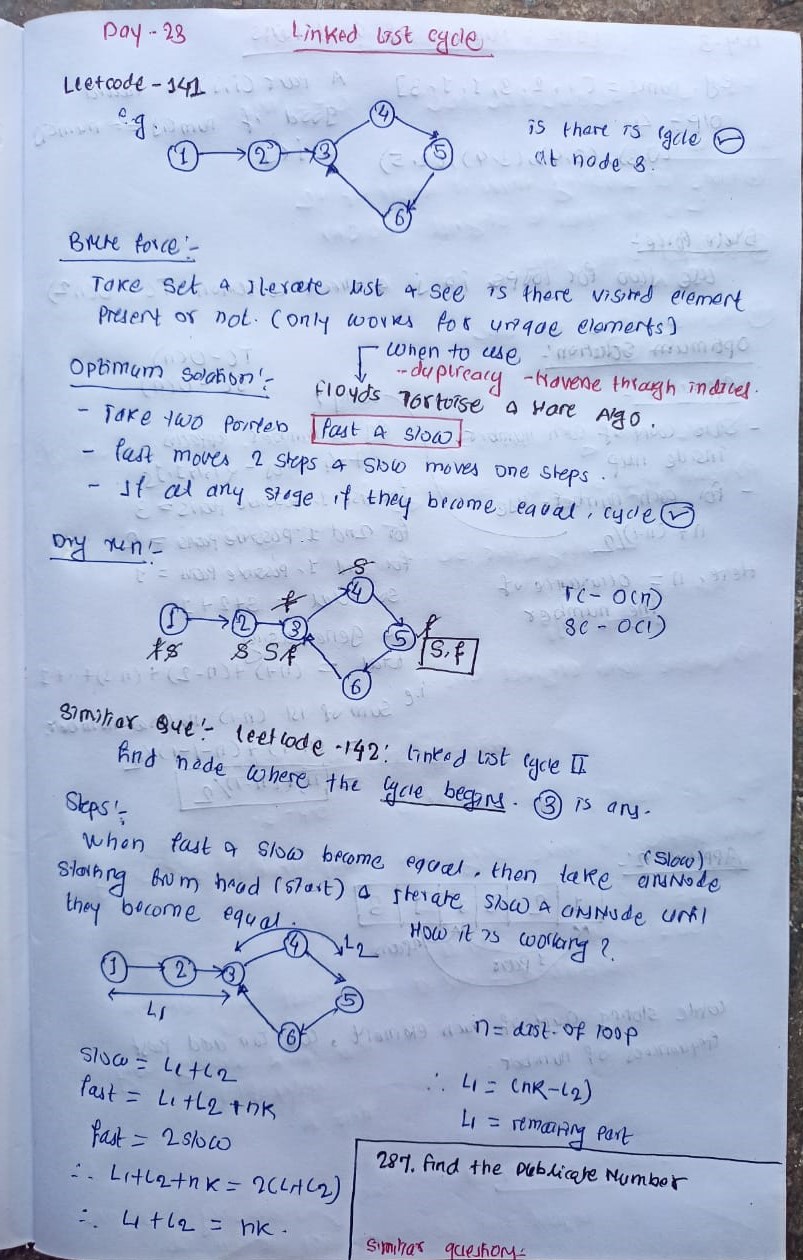 Day - 23
Linked list cycle
Leetcode - 141
e.g
1 2 3 4 5 6
is there is cycle
at node 3.
Brute force :-
Take set & iterate list & see is there visited element
present or not. (only works for unique elements)
when to use
- duplicacy - traverse through indices.
Optimum solution :-
floyd's Tortoise & Hare Algo.
- Take two pointers fast & slow
- fast moves 2 steps & slow moves one steps.
- If at any stage if they become equal, cycle
Dry run :-
1 2 3 4 5 6
f s s s f f s f s,f
TC - O(n)
SC - O(1)
Similar Que :- leetcode - 142 : linked list cycle II
find node where the cycle begins. 3 is ans.
Steps :-
When fast & slow become equal, then take (slow) ansNode
starting from head (start) & iterate slow & ansNode until
they become equal.
How it is working ?
1 2 3 4 5 6
L1
L2
n = dist. of loop
slow = L1+L2
fast = L1+L2+nK
fast = 2slow
∴ L1+L2+nK = 2(L1+L2)
∴ L1+L2 = nK.
∴ L1 = (nK-L2)
L1 = remaining part
287. Find the Dublicate Number
Similar question:-